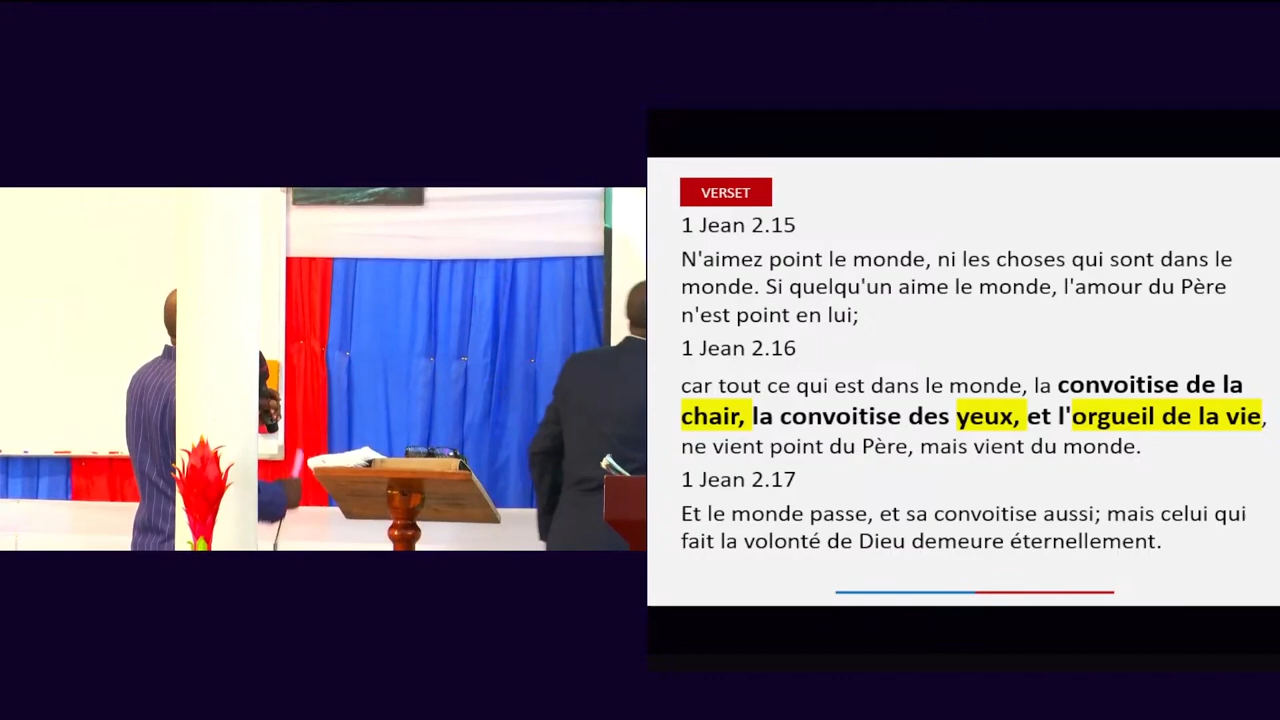 VERSET
1 Jean 2.15
N'aimez point le monde, ni les choses qui sont dans le
monde. Si quelqu'un aime le monde, l'amour du Père
n'est point en lui;
1 Jean 2.16
car tout ce qui est dans le monde, la convoitise de la
chair, la convoitise des yeux, et l'orgueil de la vie,
ne vient point du Père, mais vient du monde.
1 Jean 2.17
Et le monde passe, et sa convoitise aussi; mais celui qui
fait la volonté de Dieu demeure éternellement.